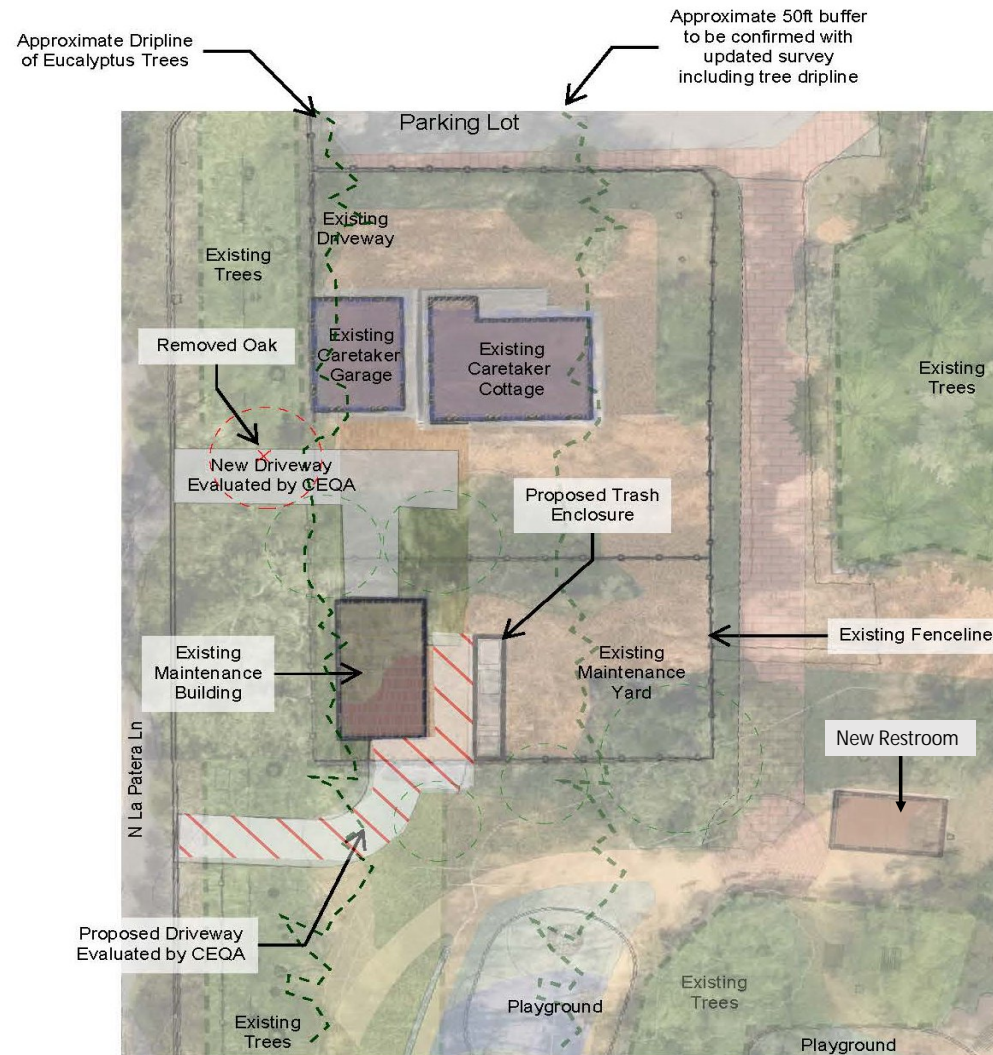 Approximate Dripline
of Eucalyptus Trees
Approximate 50ft buffer
to be confirmed with
updated survey
including tree dripline
Parking Lot
Existing
Driveway
Existing
Trees
Removed Oak
Existing
Caretaker
Garage
Existing
Caretaker
Cottage
Existing
Trees
New Driveway
Evaluated by CEQA
Proposed Trash
Enclosure
Existing
Maintenance
Building
Existing
Maintenance
Yard
Existing Fenceline
New Restroom
N La Patera Ln
Proposed Driveway
Evaluated by CEQA
Existing
Trees
Playground
Existing
Trees
Playground